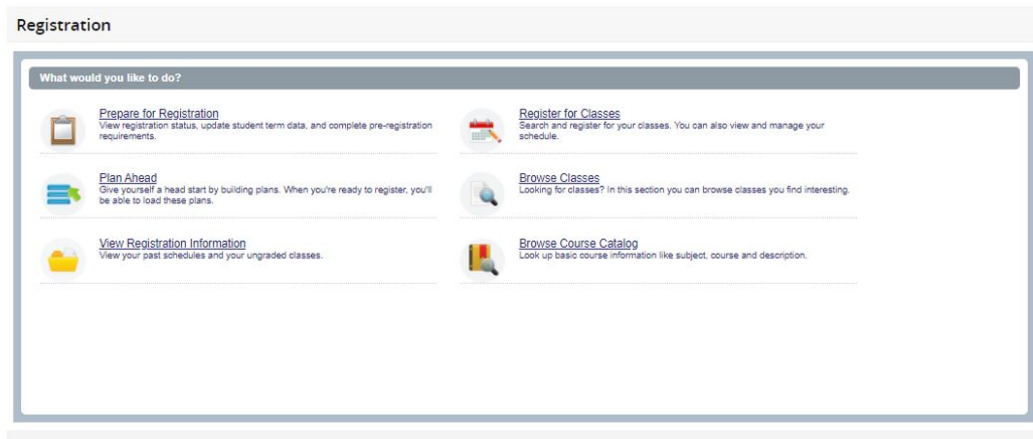 Registration
What would you like to do?
Prepare for Registration
View registration status, update student term data, and complete pre-registration
requirements.
Register for Classes
Search and register for your classes. You can also view and manage your
schedule.
Plan Ahead
Give yourself a head start by building plans. When you're ready to register, you'll
be able to load these plans.
Browse Classes
Looking for classes? In this section you can browse classes you find interesting.
View Registration Information
View your past schedules and your ungraded classes.
Browse Course Catalog
Look up basic course information like subject, course and description.